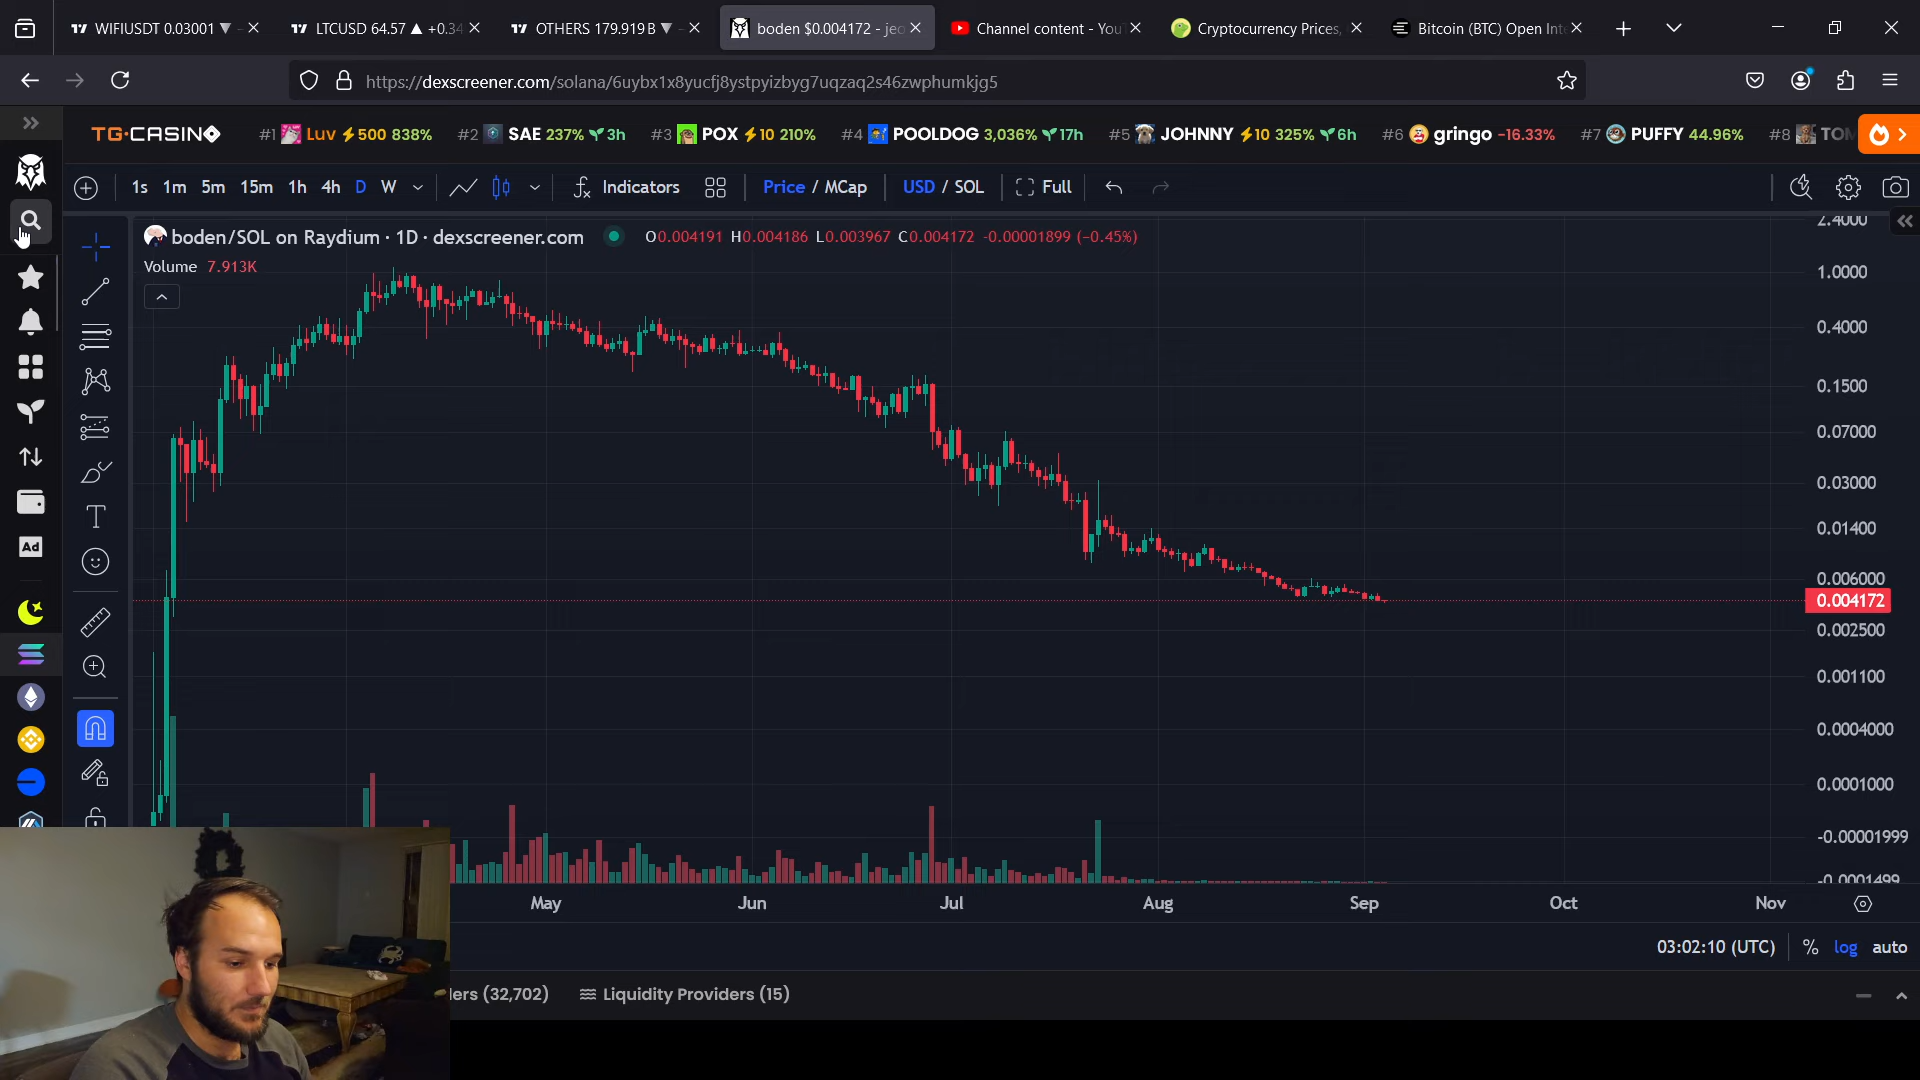 WIFIUSDT 0.03001 ▼
LTCUSD 64.57 ▲ +0.34
OTHERS 179.919B ▼
boden $0.004172 - jeo
Channel content - You
Cryptocurrency Prices,
Bitcoin (BTC) Open Inte
https://dexscreener.com/solana/6uybx1x8yucfj8ystpyizbyg7uqzaq2s46zwphumkjg5
TG.CASINO
#1 Luv ⚡500 838%
#2 SAE 237% 3h
#3 POX ⚡10 210%
#4 POOLDOG 3,036% 17h
#5 JOHNNY ⚡10 325% 6h
#6 gringo -16.33%
#7 PUFFY 44.96%
#8 TOM
1s 1m 5m 15m 1h 4h D W
Indicators
Price / MCap
USD / SOL
Full
boden/SOL on Raydium · 1D · dexscreener.com
O0.004191 H0.004186 L0.003967 C0.004172 -0.00001899 (−0.45%)
Volume 7.913K
2.4000
1.0000
0.4000
0.1500
0.07000
0.03000
0.01400
0.006000
0.004172
0.002500
0.001100
0.0004000
0.0001000
-0.00001999
-0.0001499
Ad
T
May Jun Jul Aug Sep Oct Nov
03:02:10 (UTC) % log auto
lers (32,702)
Liquidity Providers (15)